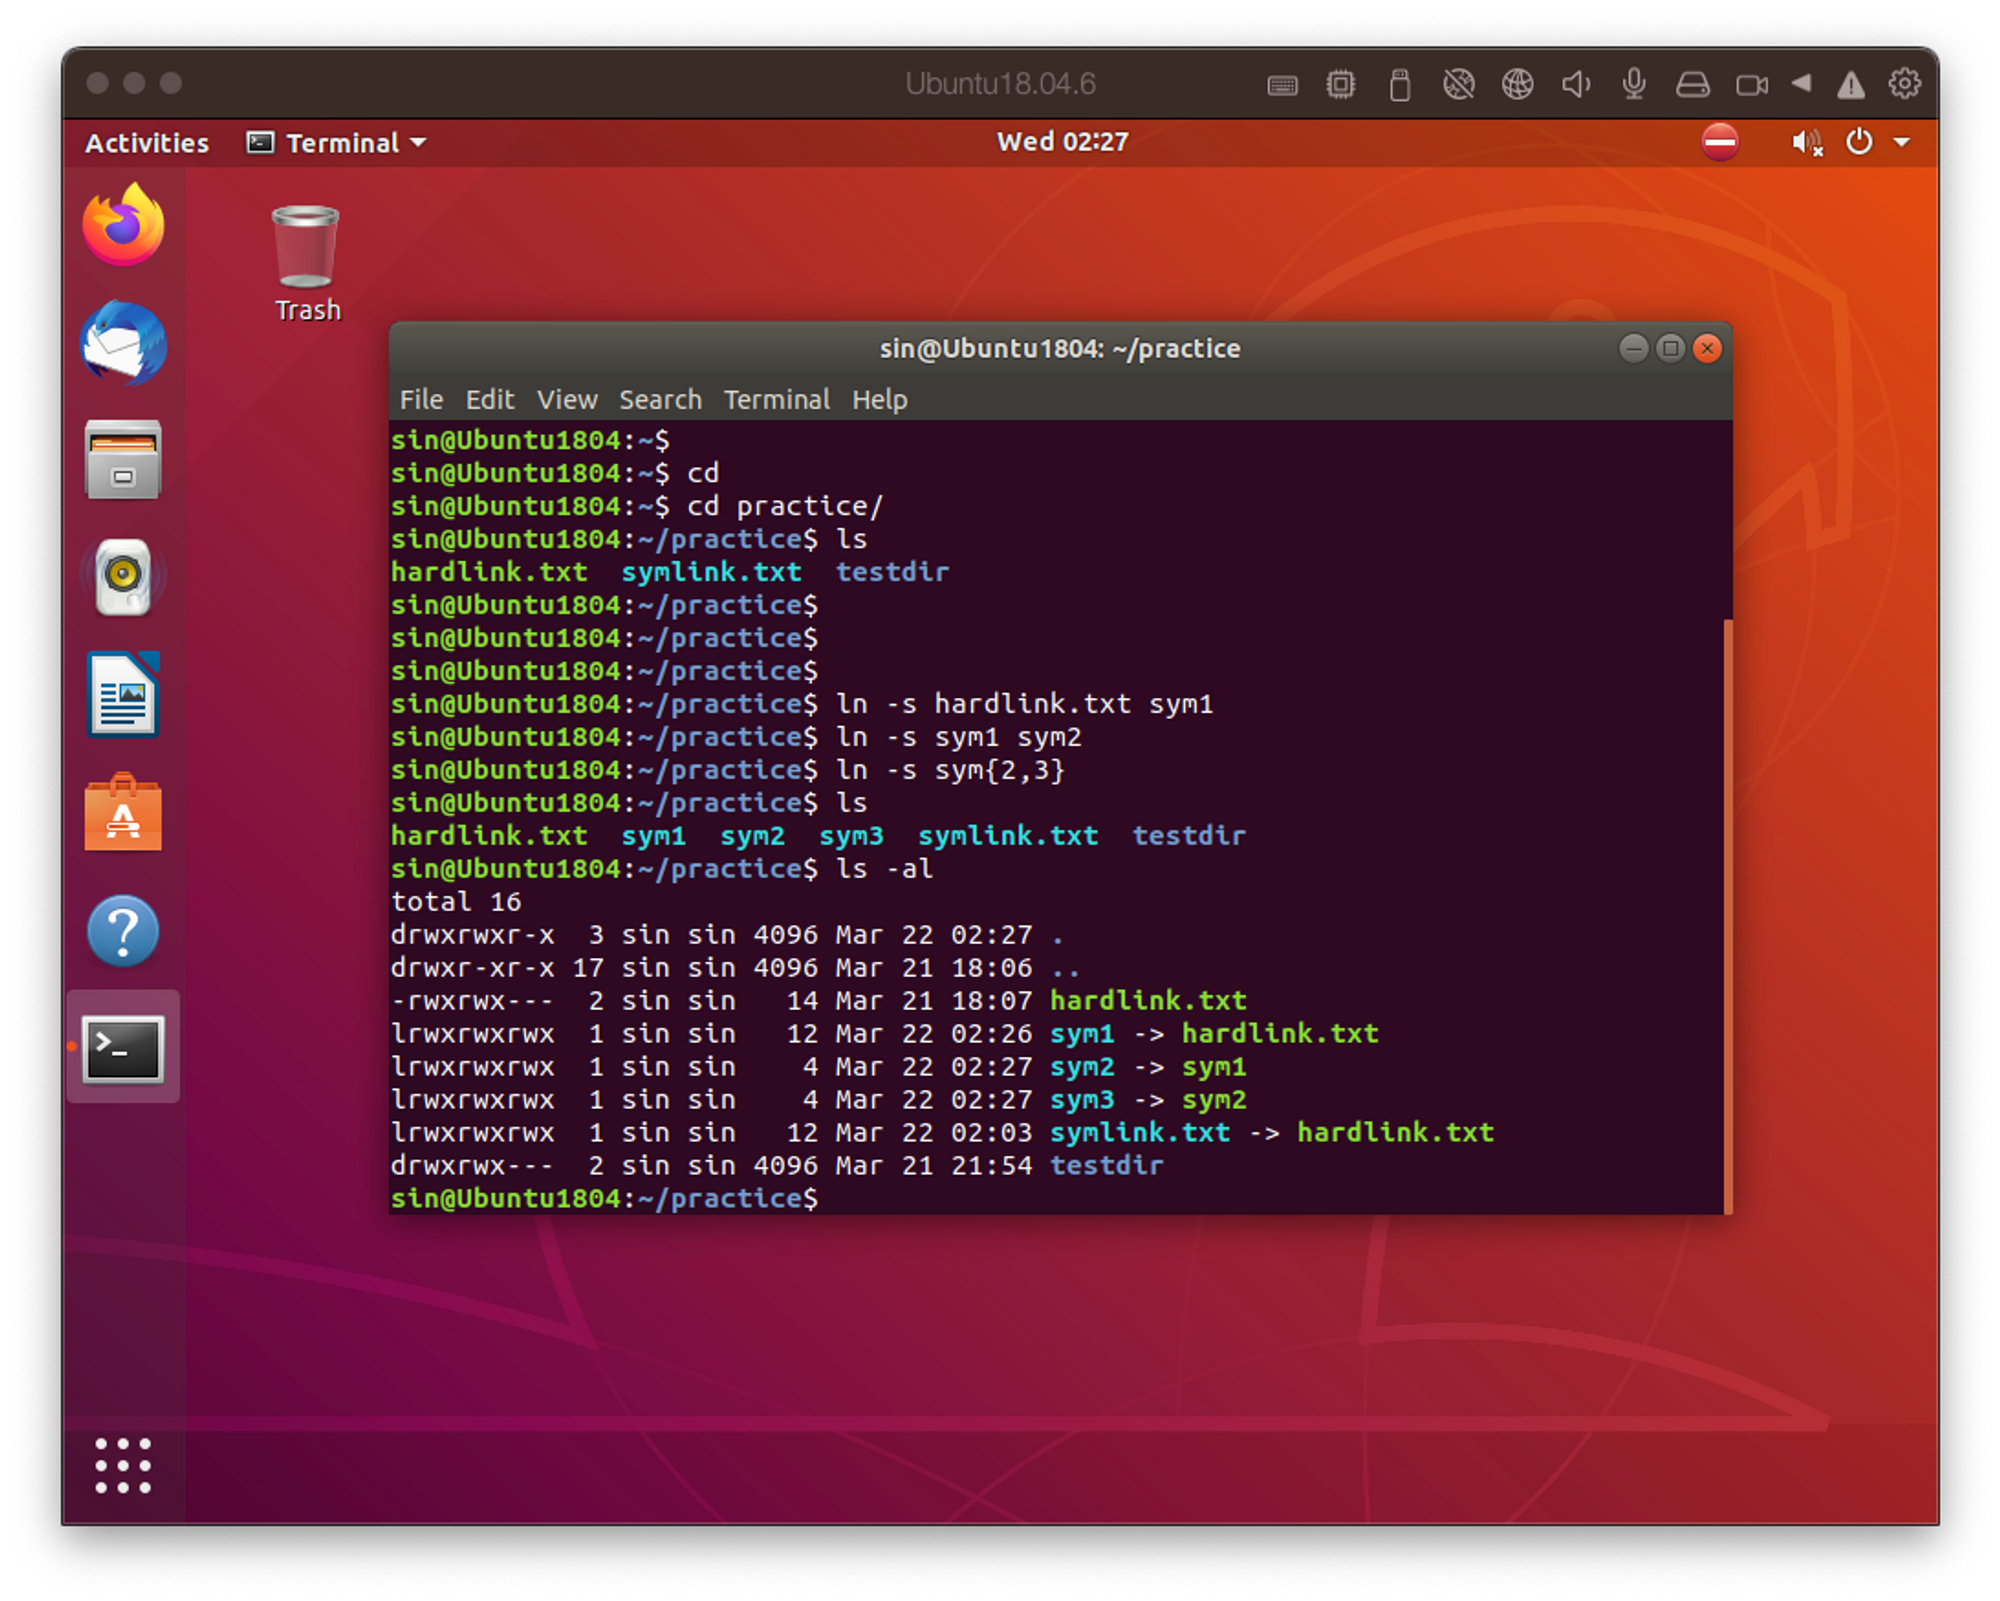 Ubuntu18.04.6
Activities Terminal Wed 02:27
Trash
sin@Ubuntu1804: ~/practice
File Edit View Search Terminal Help
sin@Ubuntu1804:~$
sin@Ubuntu1804:~$ cd
sin@Ubuntu1804:~$ cd practice/
sin@Ubuntu1804:~/practice$ ls
hardlink.txt  symlink.txt  testdir
sin@Ubuntu1804:~/practice$
sin@Ubuntu1804:~/practice$
sin@Ubuntu1804:~/practice$
sin@Ubuntu1804:~/practice$ ln -s hardlink.txt sym1
sin@Ubuntu1804:~/practice$ ln -s sym1 sym2
sin@Ubuntu1804:~/practice$ ln -s sym{2,3}
sin@Ubuntu1804:~/practice$ ls
hardlink.txt  sym1  sym2  sym3  symlink.txt  testdir
sin@Ubuntu1804:~/practice$ ls -al
total 16
drwxrwxr-x  3 sin sin 4096 Mar 22 02:27 .
drwxr-xr-x 17 sin sin 4096 Mar 21 18:06 ..
-rwxrwx---  2 sin sin   14 Mar 21 18:07 hardlink.txt
lrwxrwxrwx  1 sin sin   12 Mar 22 02:26 sym1 -> hardlink.txt
lrwxrwxrwx  1 sin sin    4 Mar 22 02:27 sym2 -> sym1
lrwxrwxrwx  1 sin sin    4 Mar 22 02:27 sym3 -> sym2
lrwxrwxrwx  1 sin sin   12 Mar 22 02:03 symlink.txt -> hardlink.txt
drwxrwx---  2 sin sin 4096 Mar 21 21:54 testdir
sin@Ubuntu1804:~/practice$